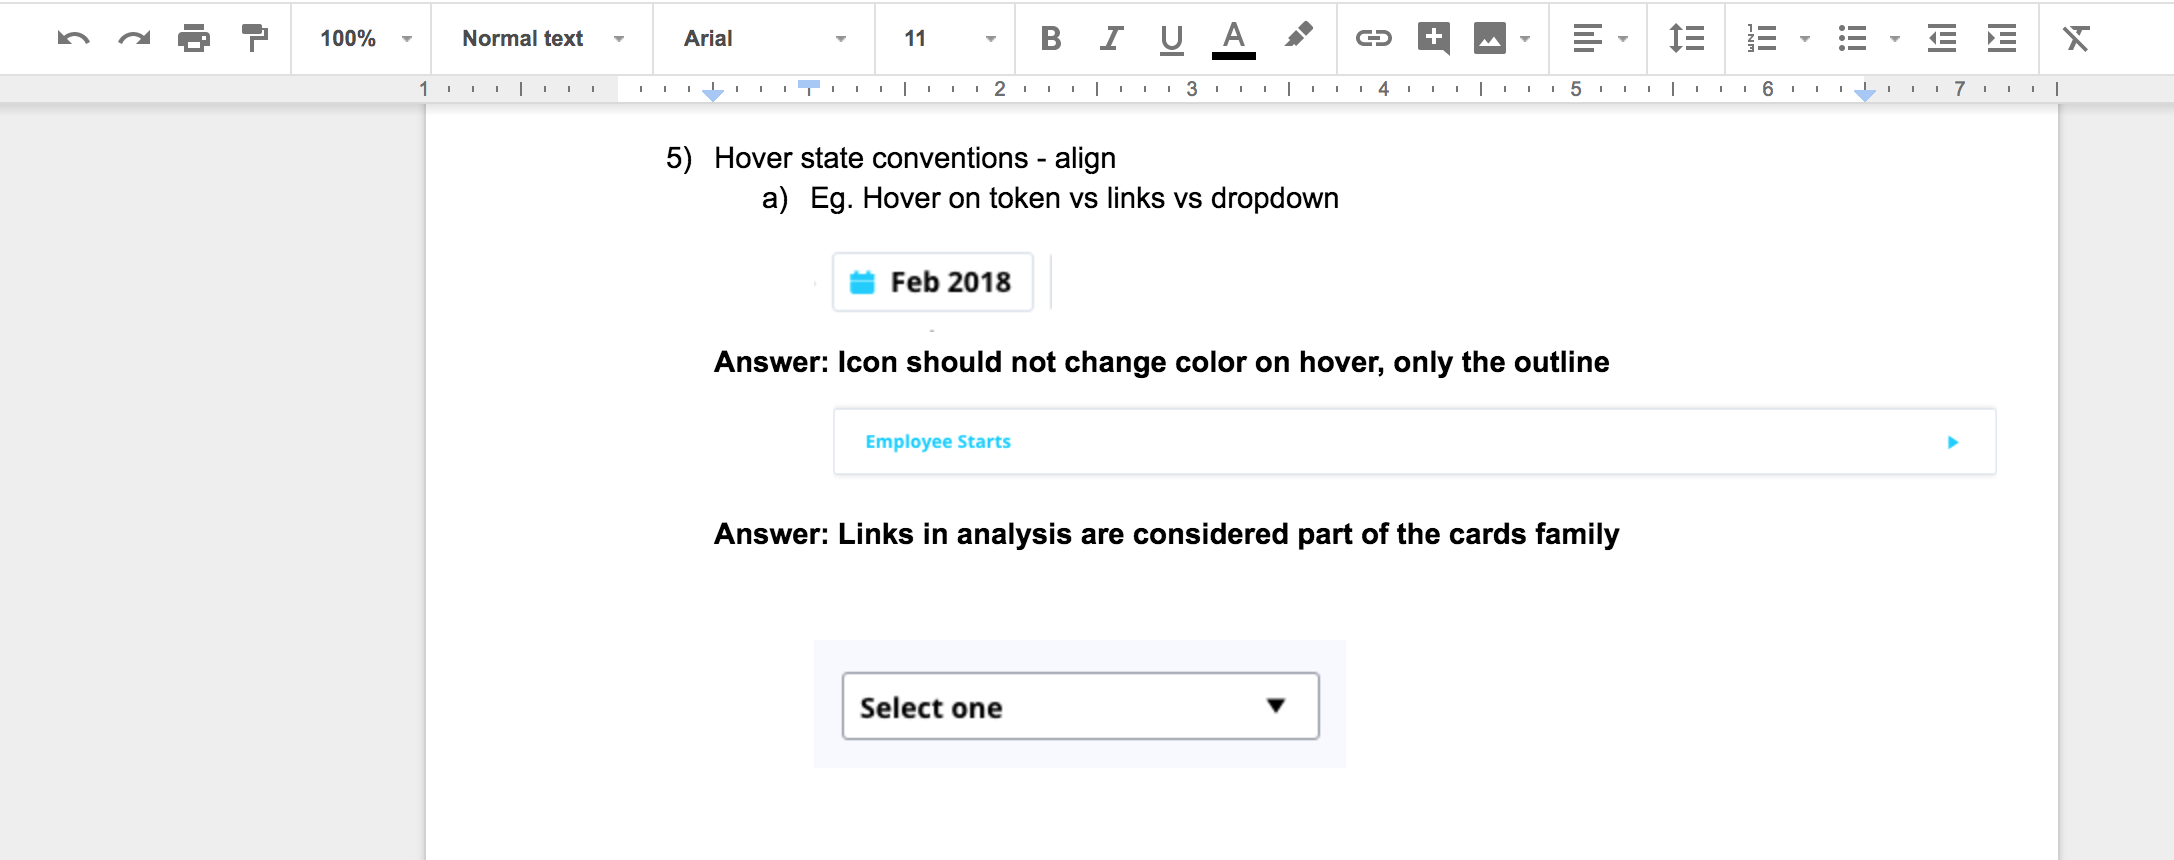 100% Normal text Arial 11 B I U A
1 2 3 4 5 6 7
5) Hover state conventions - align
a) Eg. Hover on token vs links vs dropdown
Feb 2018
Answer: Icon should not change color on hover, only the outline
Employee Starts
Answer: Links in analysis are considered part of the cards family
Select one